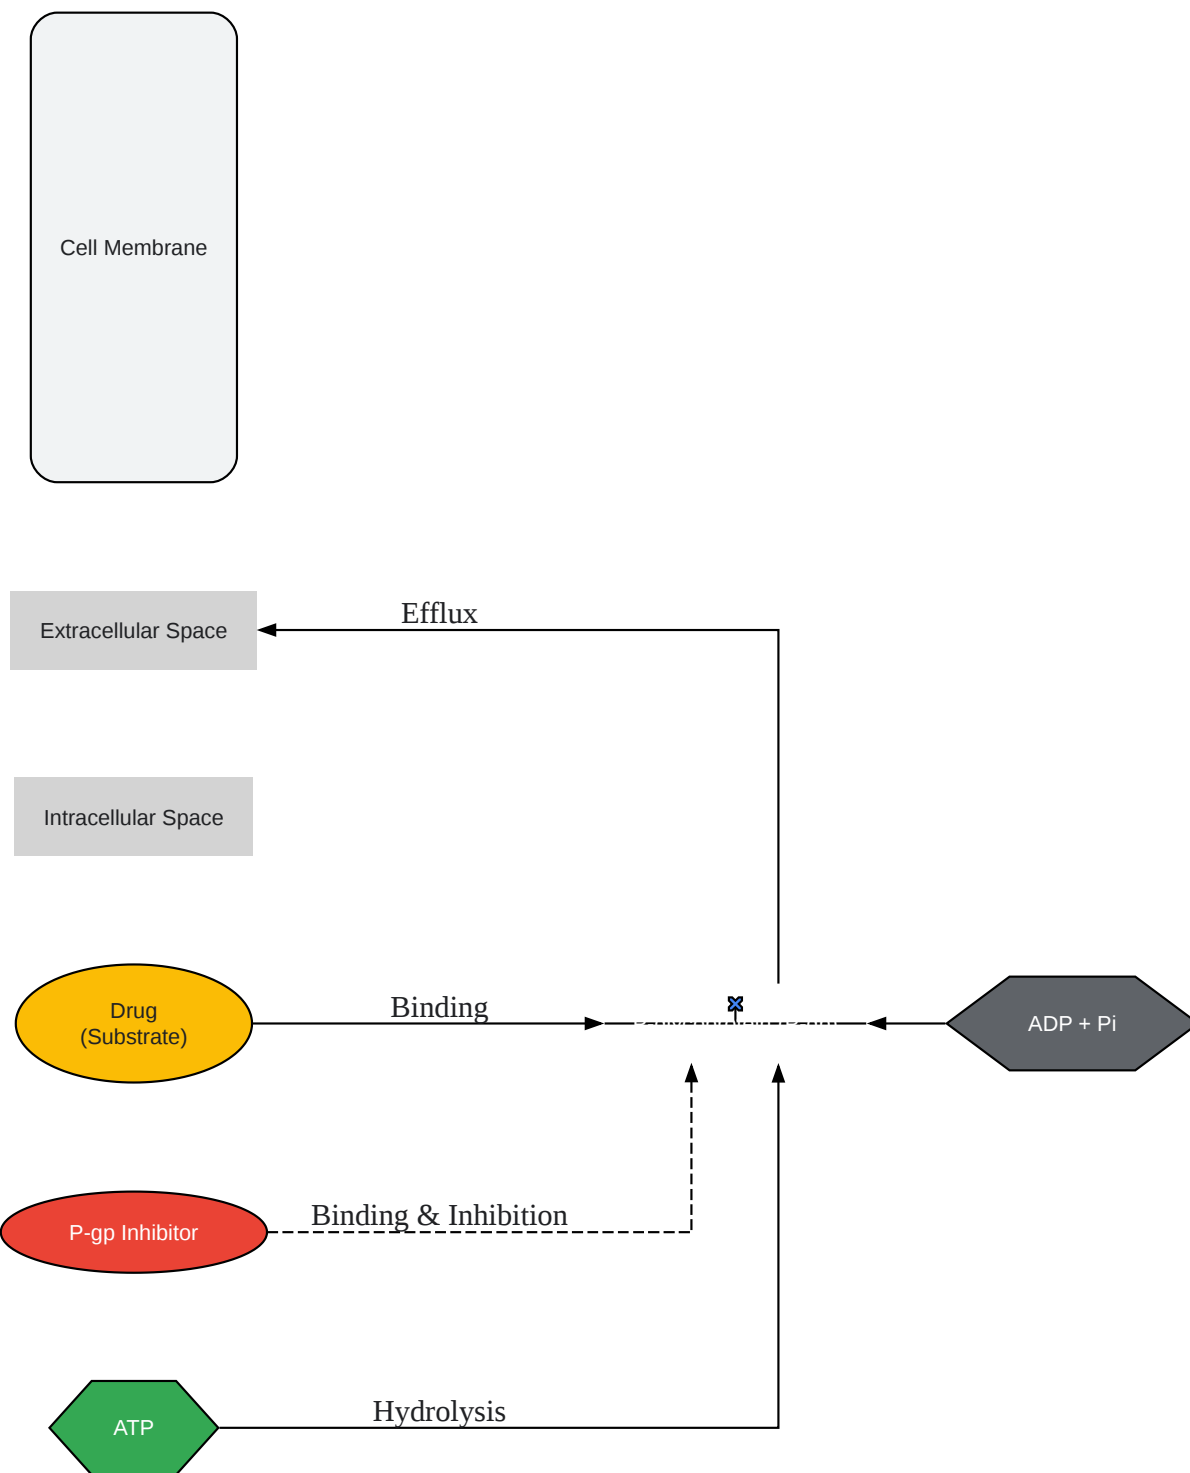 Cell Membrane
Extracellular Space
Efflux
Intracellular Space
Drug
(Substrate)
Binding
ADP + Pi
P-gp Inhibitor
Binding & Inhibition
ATP
Hydrolysis